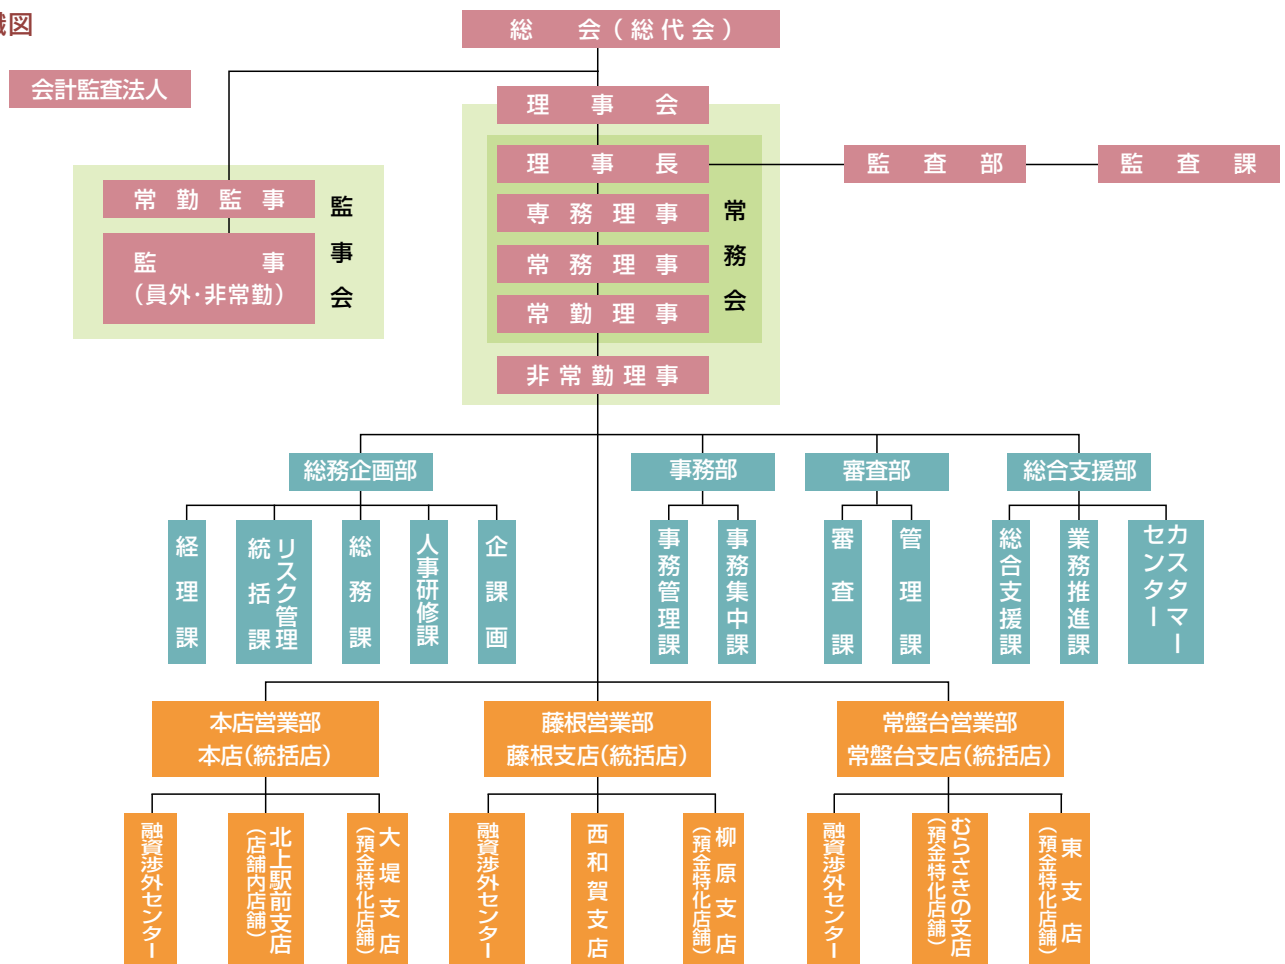 織図
総会（総代会）
会計監査法人
理事会
理事長
監査部
監査課
常勤監事
監事
（員外・非常勤）
監事会
専務理事
常務理事
常勤理事
常務会
非常勤理事
総務企画部
事務部
審査部
総合支援部
経理課
リスク管理
統括課
総務課
人事研修課
企課画
事務管理課
事務集中課
審査課
管理課
総合支援課
業務推進課
カスタマー
センター
本店営業部
本店（統括店）
藤根営業部
藤根支店（統括店）
常盤台営業部
常盤台支店（統括店）
融資渉外センター
北上駅前支店
（店舗内店舗）
大堤支店
（預金特化店舗）
融資渉外センター
西和賀支店
柳原支店
（預金特化店舗）
融資渉外センター
むらさきの支店
（預金特化店舗）
東支店
（預金特化店舗）